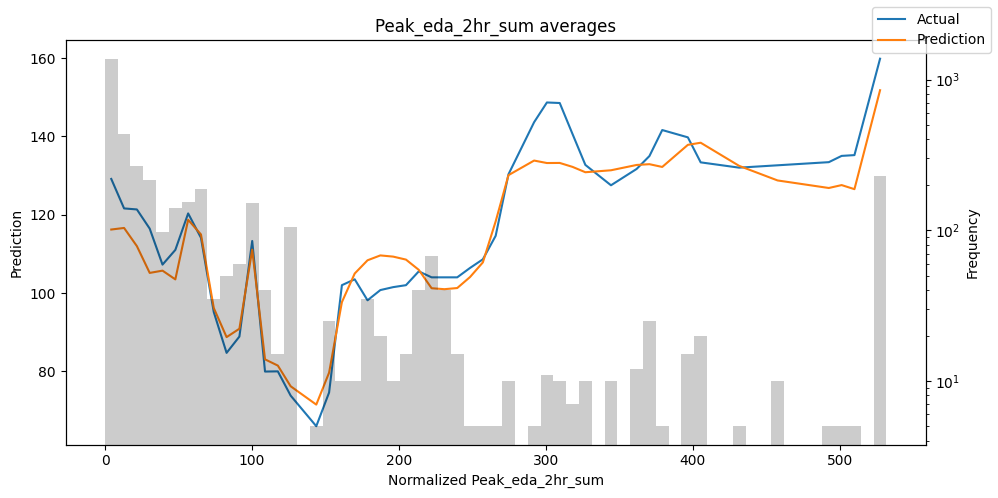 Peak_eda_2hr_sum averages
Actual
Prediction
160
140
120
100
80
Prediction
10³
10²
10¹
Frequency
0
100
200
300
400
500
Normalized Peak_eda_2hr_sum